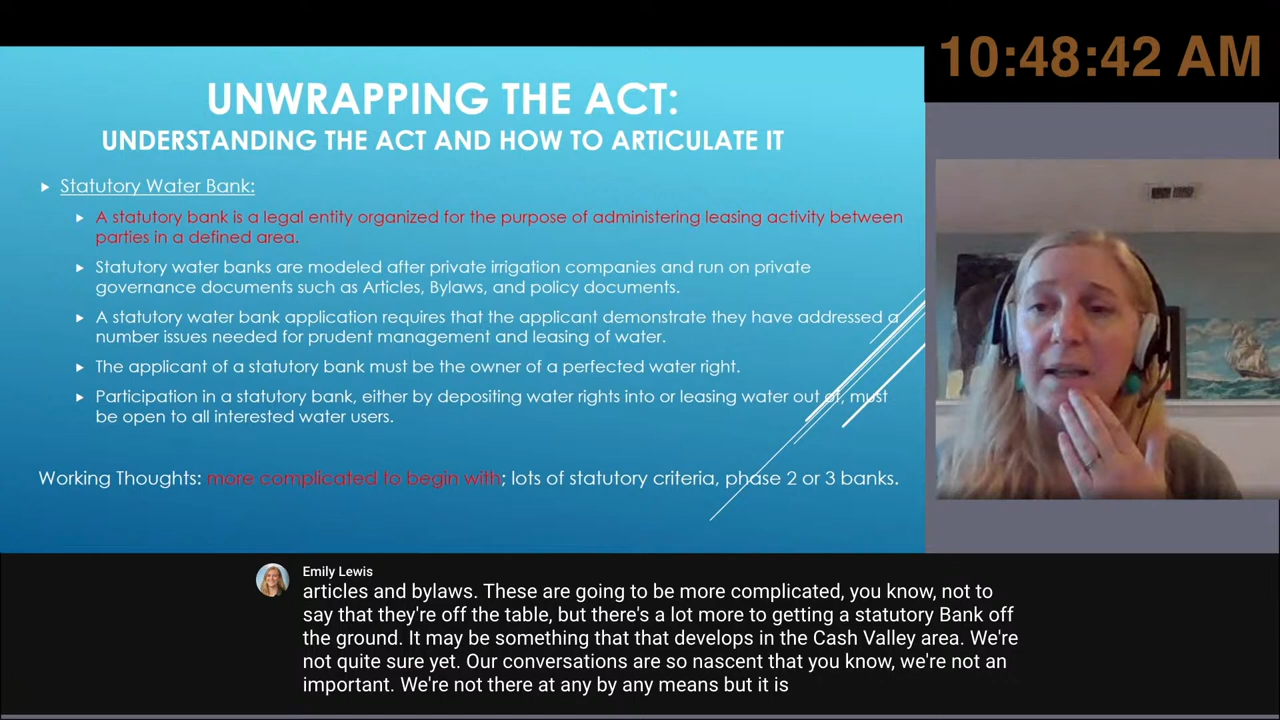 10:48:42 AM
UNWRAPPING THE ACT:
UNDERSTANDING THE ACT AND HOW TO ARTICULATE IT
Statutory Water Bank:
A statutory bank is a legal entity organized for the purpose of administering leasing activity between
parties in a defined area.
Statutory water banks are modeled after private irrigation companies and run on private
governance documents such as Articles, Bylaws, and policy documents.
A statutory water bank application requires that the applicant demonstrate they have addressed a
number issues needed for prudent management and leasing of water.
The applicant of a statutory bank must be the owner of a perfected water right.
Participation in a statutory bank, either by depositing water rights into or leasing water out of, must
be open to all interested water users.
Working Thoughts: more complicated to begin with; lots of statutory criteria, phase 2 or 3 banks.
Emily Lewis
articles and bylaws. These are going to be more complicated, you know, not to
say that they're off the table, but there's a lot more to getting a statutory Bank off
the ground. It may be something that that develops in the Cash Valley area. We're
not quite sure yet. Our conversations are so nascent that you know, we're not an
important. We're not there at any by any means but it is